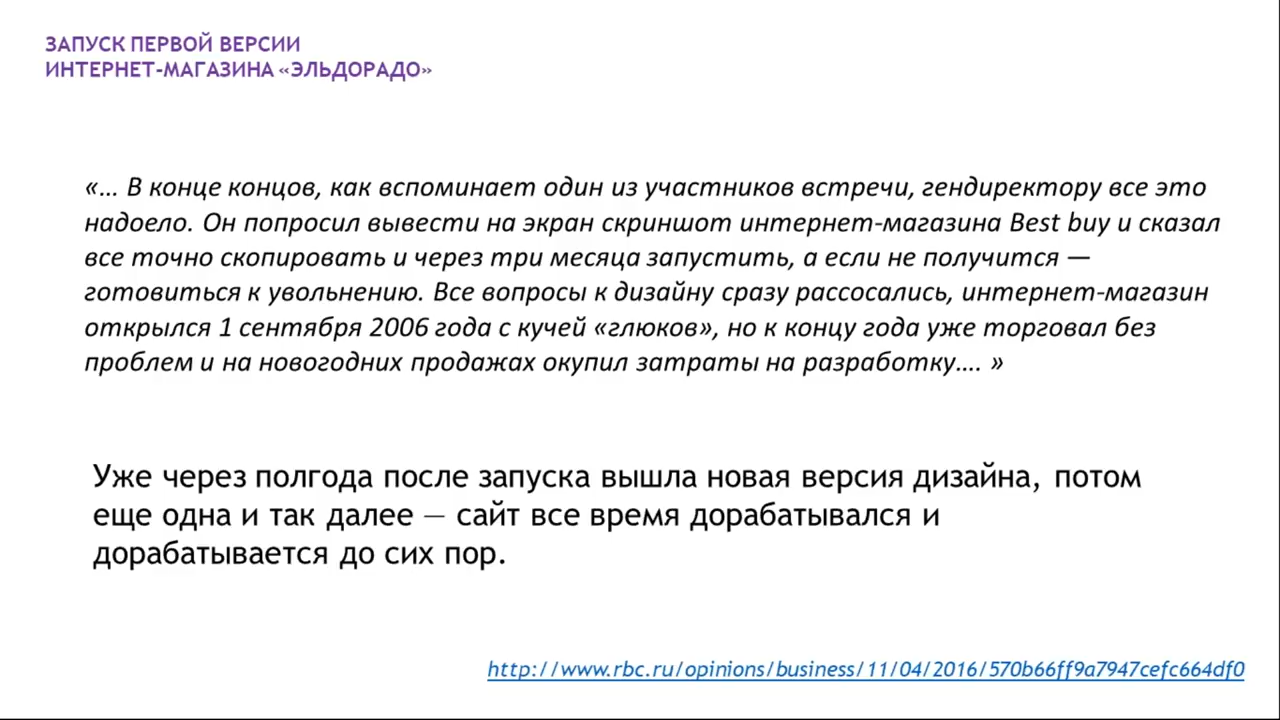 ЗАПУСК ПЕРВОЙ ВЕРСИИ
ИНТЕРНЕТ-МАГАЗИНА «ЭЛЬДОРАДО»
«… В конце концов, как вспоминает один из участников встречи, гендиректору все это
надоело. Он попросил вывести на экран скриншот интернет-магазина Best buy и сказал
все точно скопировать и через три месяца запустить, а если не получится —
готовиться к увольнению. Все вопросы к дизайну сразу рассосались, интернет-магазин
открылся 1 сентября 2006 года с кучей «глюков», но к концу года уже торговал без
проблем и на новогодних продажах окупил затраты на разработку…. »
Уже через полгода после запуска вышла новая версия дизайна, потом
еще одна и так далее — сайт все время дорабатывался и
дорабатывается до сих пор.
http://www.rbc.ru/opinions/business/11/04/2016/570b66ff9a7947cefc664df0